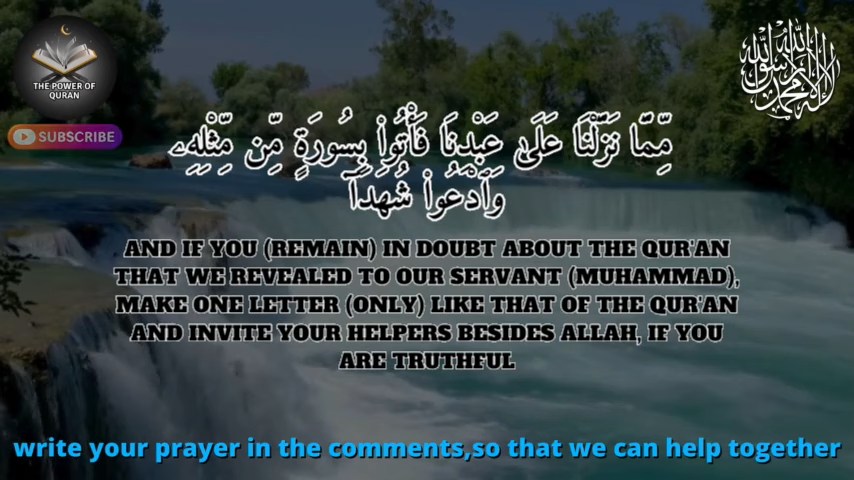 THE POWER OF
QURAN
SUBSCRIBE
مِّمَّا نَزَّلْنَا عَلَىٰ عَبْدِنَا فَأْتُوا۟ بِسُورَةٍ مِّن مِّثْلِهِۦ
وَٱدْعُوا۟ شُهَدَآ
AND IF YOU (REMAIN) IN DOUBT ABOUT THE QUR'AN
THAT WE REVEALED TO OUR SERVANT (MUHAMMAD),
MAKE ONE LETTER (ONLY) LIKE THAT OF THE QUR'AN
AND INVITE YOUR HELPERS BESIDES ALLAH, IF YOU
ARE TRUTHFUL
write your prayer in the comments,so that we can help together